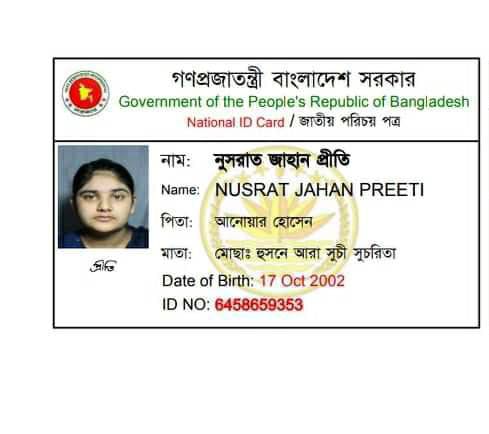 গণপ্রজাতন্ত্রী বাংলাদেশ সরকার
Government of the People's Republic of Bangladesh
National ID Card / জাতীয় পরিচয় পত্র
নাম: নুসরাত জাহান প্রীতি
Name: NUSRAT JAHAN PREETI
পিতা: আনোয়ার হোসেন
মাতা: মোছাঃ হুসনে আরা সুচী সুচরিতা
প্রীতি
Date of Birth: 17 Oct 2002
ID NO: 6458659353